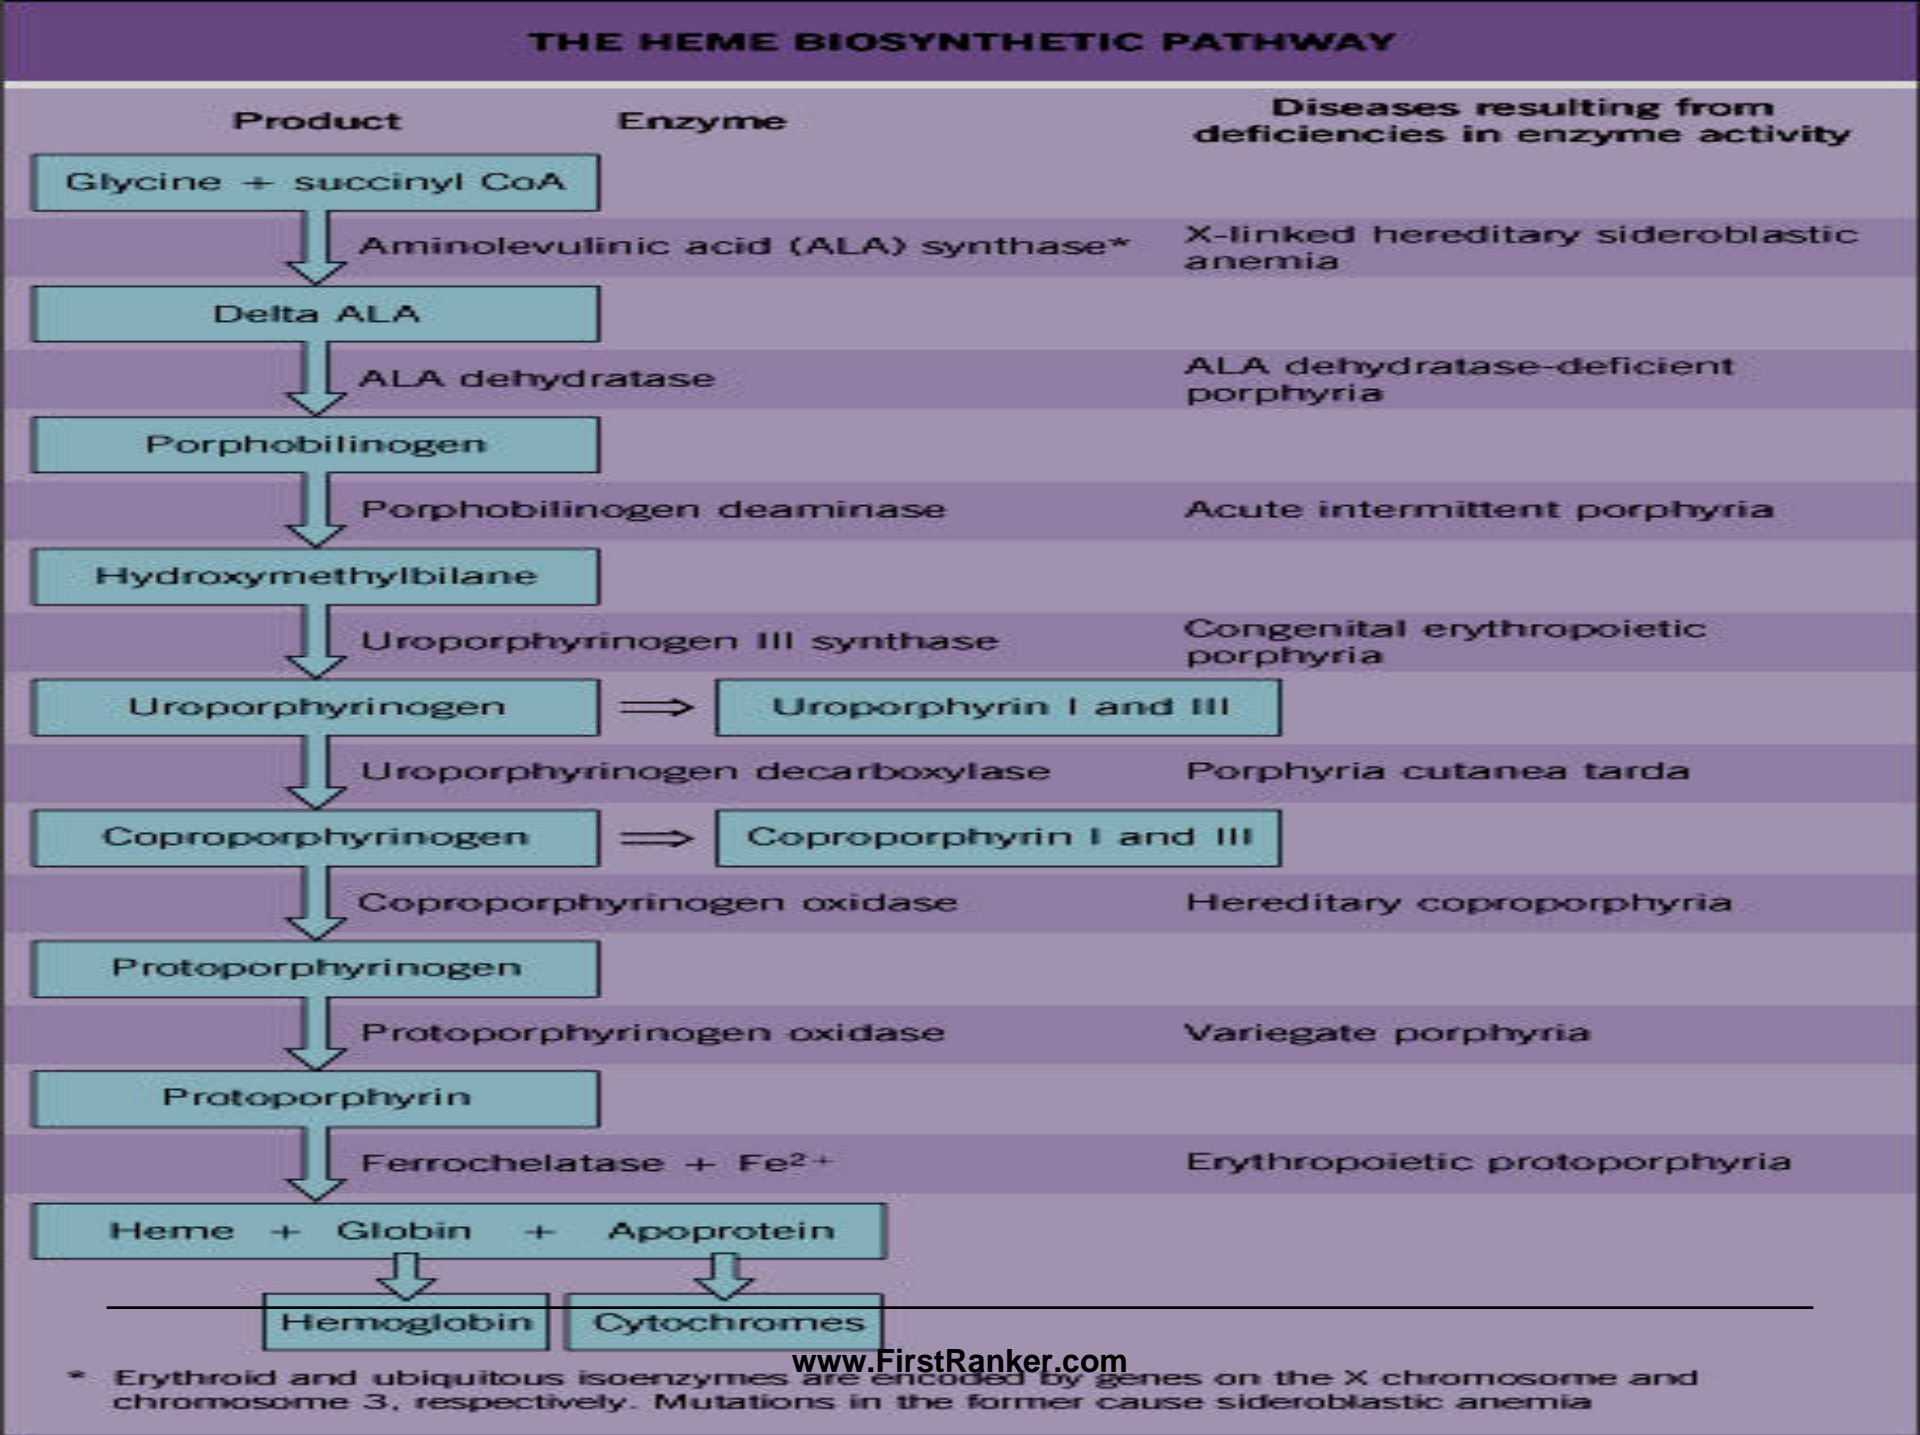 THE HEME BIOSYNTHETIC PATHWAY
Product Enzyme Diseases resulting from
deficiencies in enzyme activity
Glycine + succinyl CoA
Aminolevulinic acid (ALA) synthase* X-linked hereditary sideroblastic
anemia
Delta ALA
ALA dehydratase ALA dehydratase-deficient
porphyria
Porphobilinogen
Porphobilinogen deaminase Acute intermittent porphyria
Hydroxymethylbilane
Uroporphyrinogen III synthase Congenital erythropoietic
porphyria
Uroporphyrinogen ⇒ Uroporphyrin I and III
Uroporphyrinogen decarboxylase Porphyria cutanea tarda
Coproporphyrinogen ⇒ Coproporphyrin I and III
Coproporphyrinogen oxidase Hereditary coproporphyria
Protoporphyrinogen
Protoporphyrinogen oxidase Variegate porphyria
Protoporphyrin
Ferrochelatase + Fe²⁺ Erythropoietic protoporphyria
Heme + Globin + Apoprotein
Hemoglobin Cytochromes
www.FirstRanker.com
* Erythroid and ubiquitous isoenzymes are encoded by genes on the X chromosome and
chromosome 3, respectively. Mutations in the former cause sideroblastic anemia